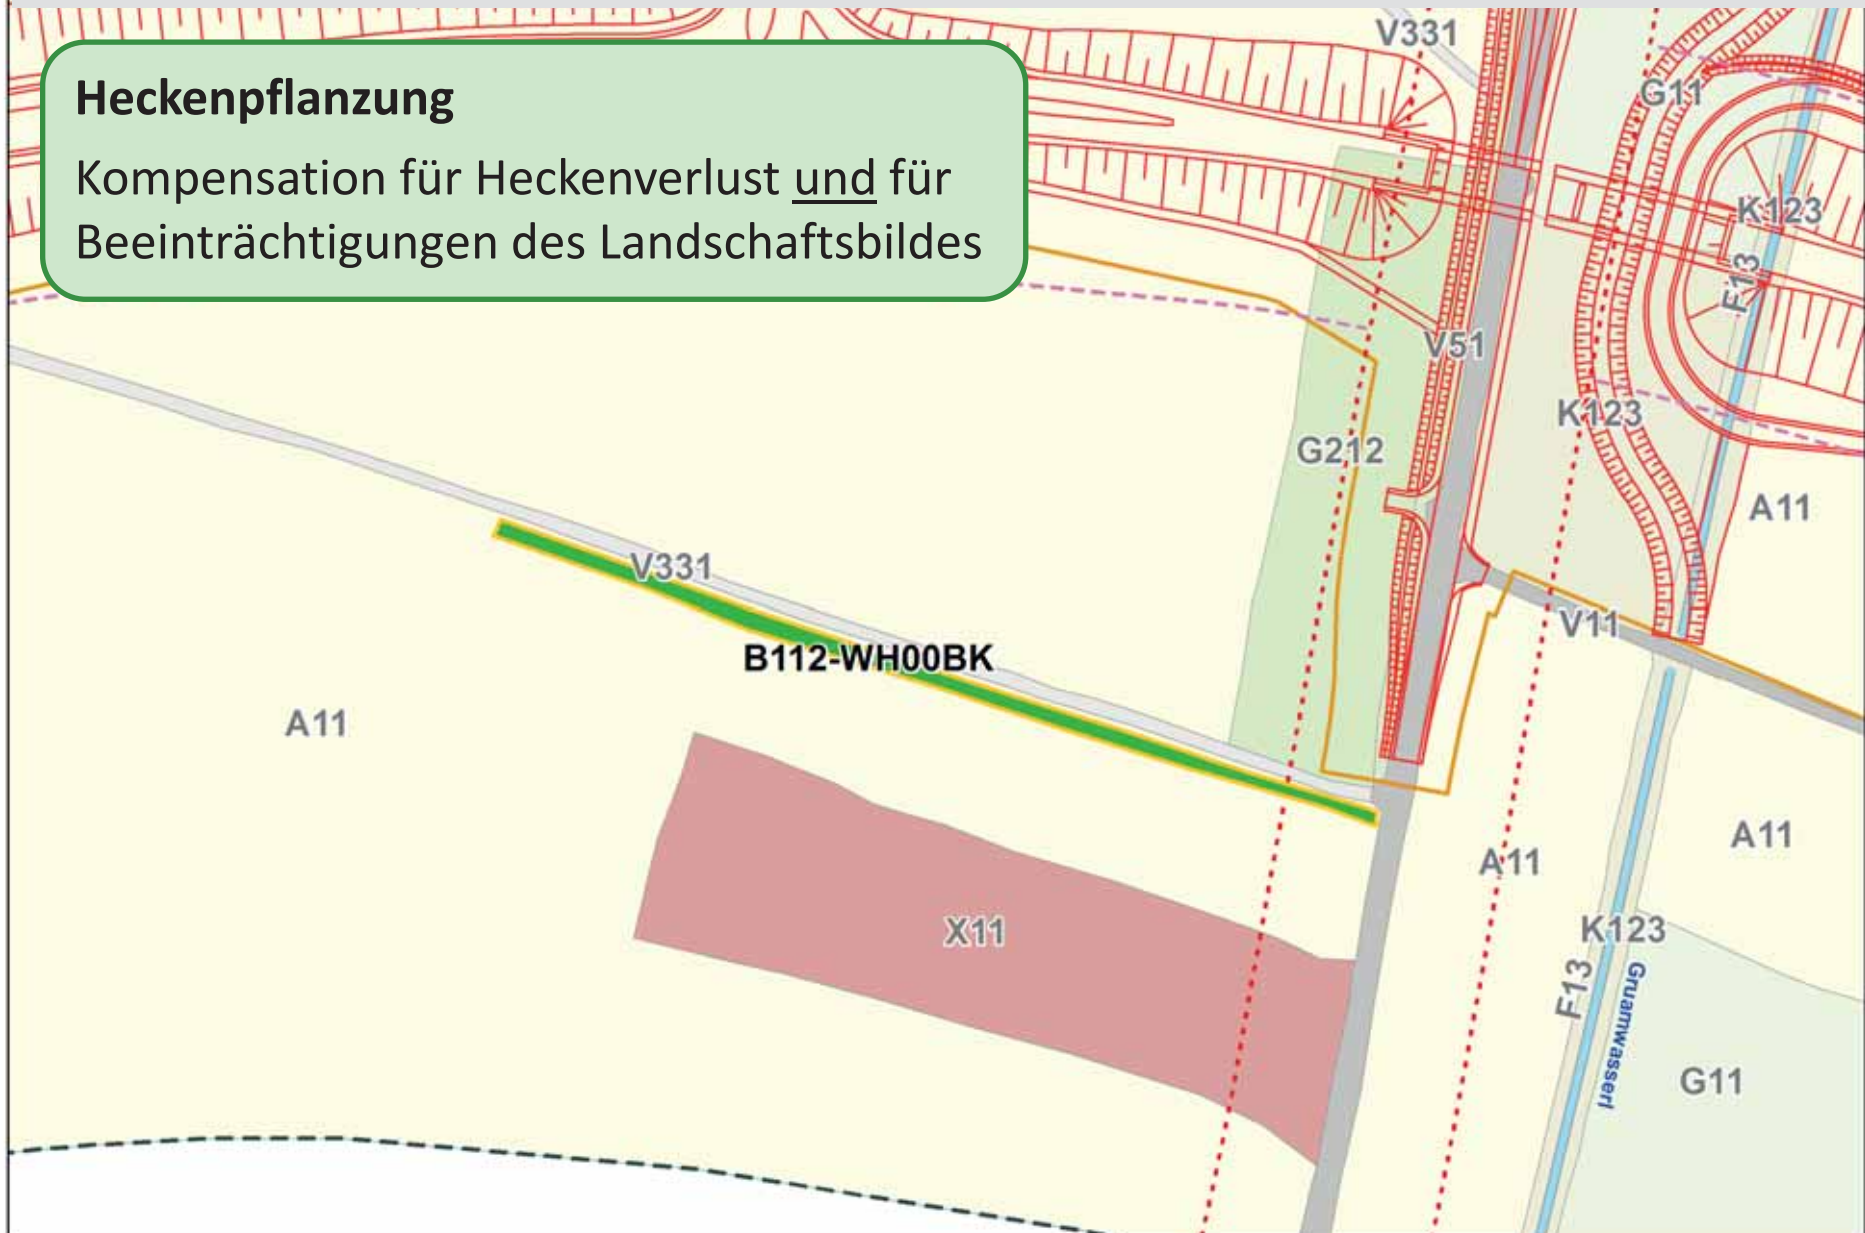 V331
Heckenpflanzung
G11
Kompensation für Heckenverlust und für
K123
Beeinträchtigungen des Landschaftsbildes
F13
V51
K123
G212
A11
V331
V11
B112-WH00BK
A11
A11
A11
X11
K123
F13
Gruamwasserl
G11